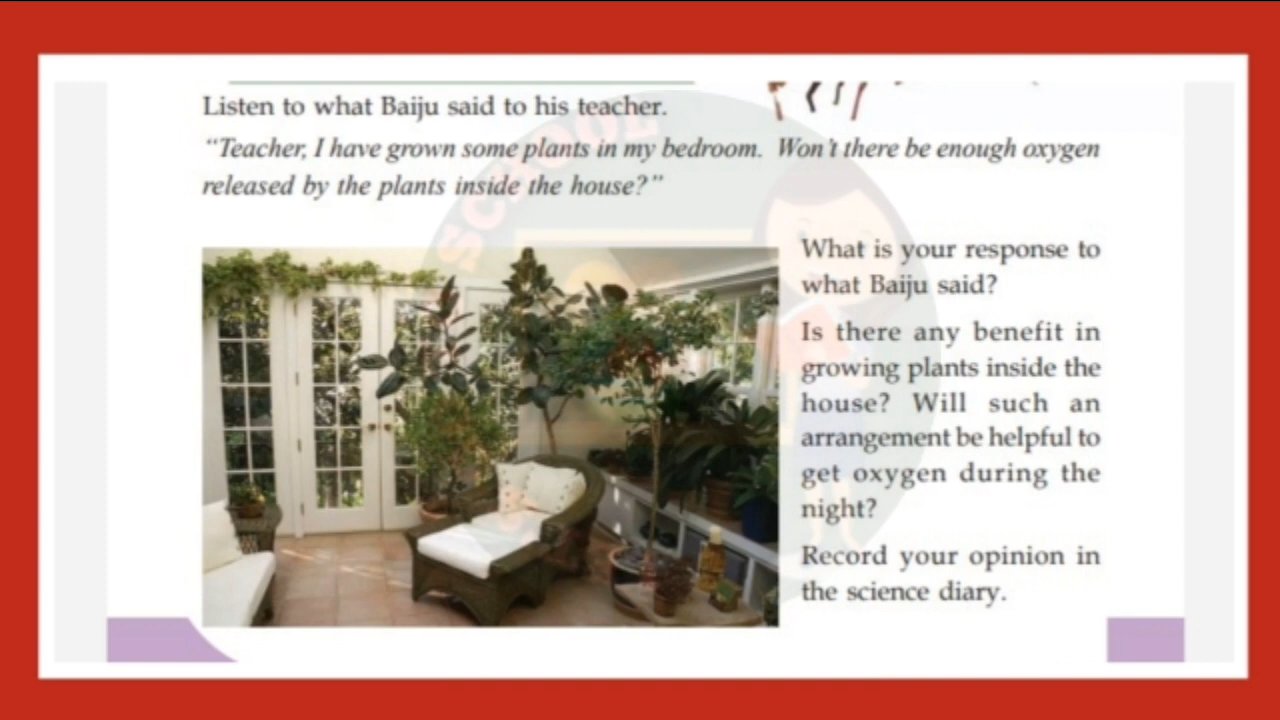 Listen to what Baiju said to his teacher.
“Teacher, I have grown some plants in my bedroom. Won’t there be enough oxygen
released by the plants inside the house?”
What is your response to
what Baiju said?
Is there any benefit in
growing plants inside the
house? Will such an
arrangement be helpful to
get oxygen during the
night?
Record your opinion in
the science diary.
SCHOOL